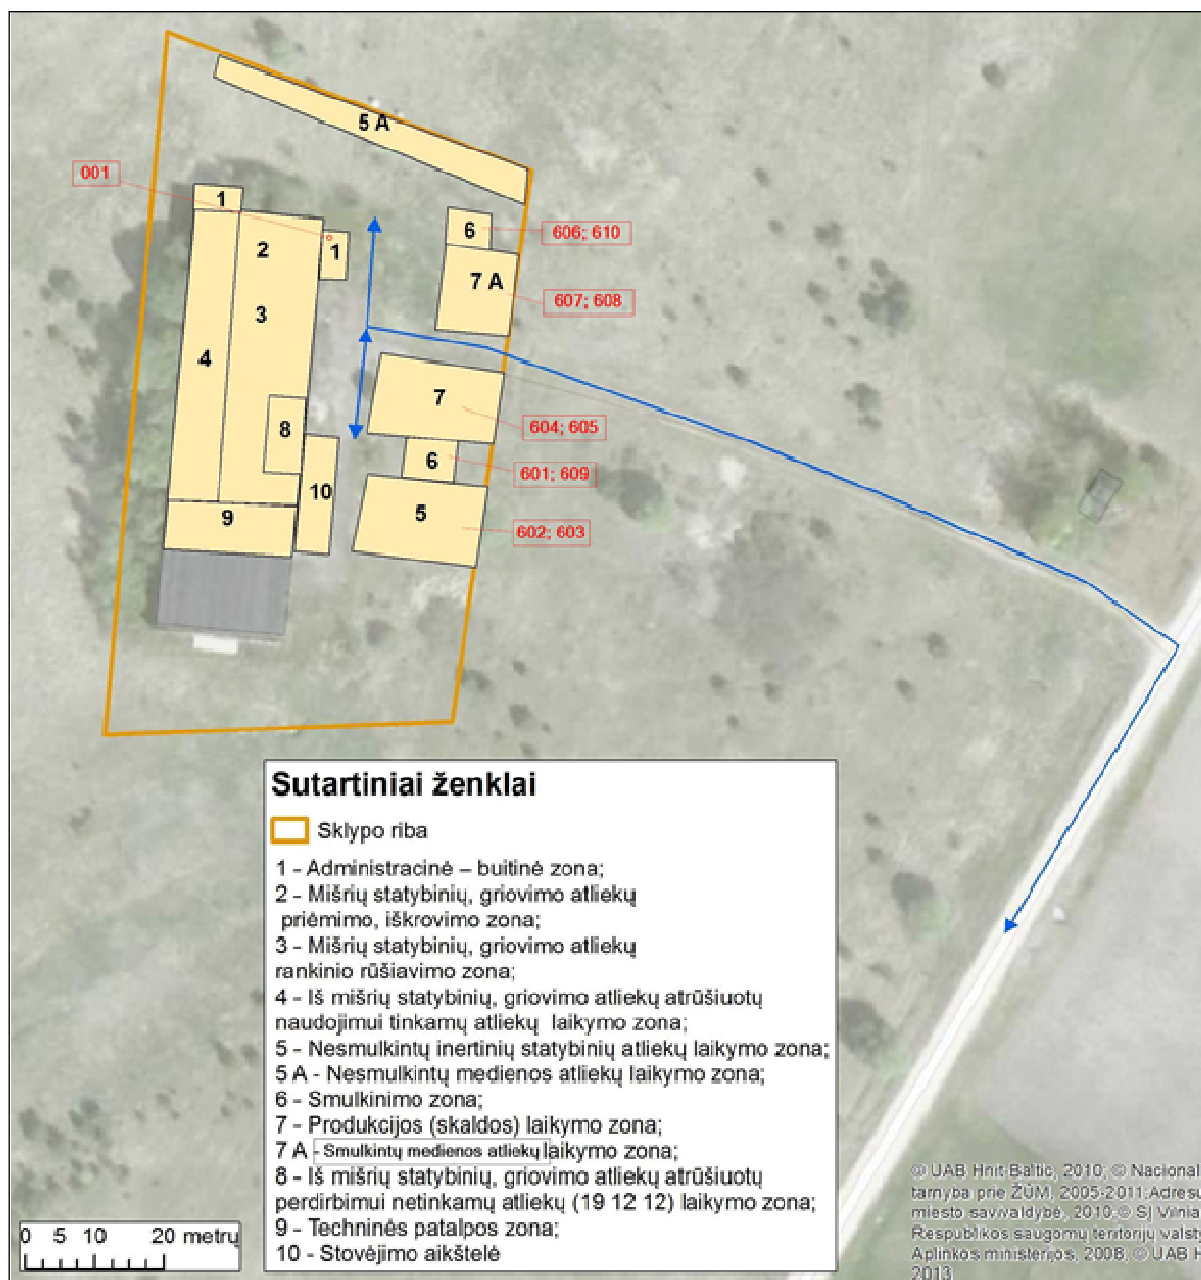 5 A
001
1
2
1
6
606; 610
7 A
607; 608
3
4
7
604; 605
8
6
601; 609
10
5
9
602; 603
Sutartiniai ženklai
Sklypo riba
1 - Administracinė – buitinė zona;
2 - Mišrių statybinių, griovimo atliekų
priėmimo, iškrovimo zona;
3 - Mišrių statybinių, griovimo atliekų
rankinio rūšiavimo zona;
4 - Iš mišrių statybinių, griovimo atliekų atrūšiuotų
naudojimui tinkamų atliekų laikymo zona;
5 - Nesmulkintų inertinių statybinių atliekų laikymo zona;
5 A - Nesmulkintų medienos atliekų laikymo zona;
6 - Smulkinimo zona;
7 - Produkcijos (skaldos) laikymo zona;
7 A - Smulkintų medienos atliekų laikymo zona;
8 - Iš mišrių statybinių, griovimo atliekų atrūšiuotų
perdirbimui netinkamų atliekų (19 12 12) laikymo zona;
9 - Techninės patalpos zona;
10 - Stovėjimo aikštelė
0 5 10 20 metrų
© UAB Hnit-Baltic, 2010, © Nacional
tarnyba prie ŽŪM, 2005-2011, Adresų
miesto savivaldybė, 2010, © SĮ Vilnia
Respublikos saugomų teritorijų valst
Aplinkos ministerijos, 2008, © UAB H
2013